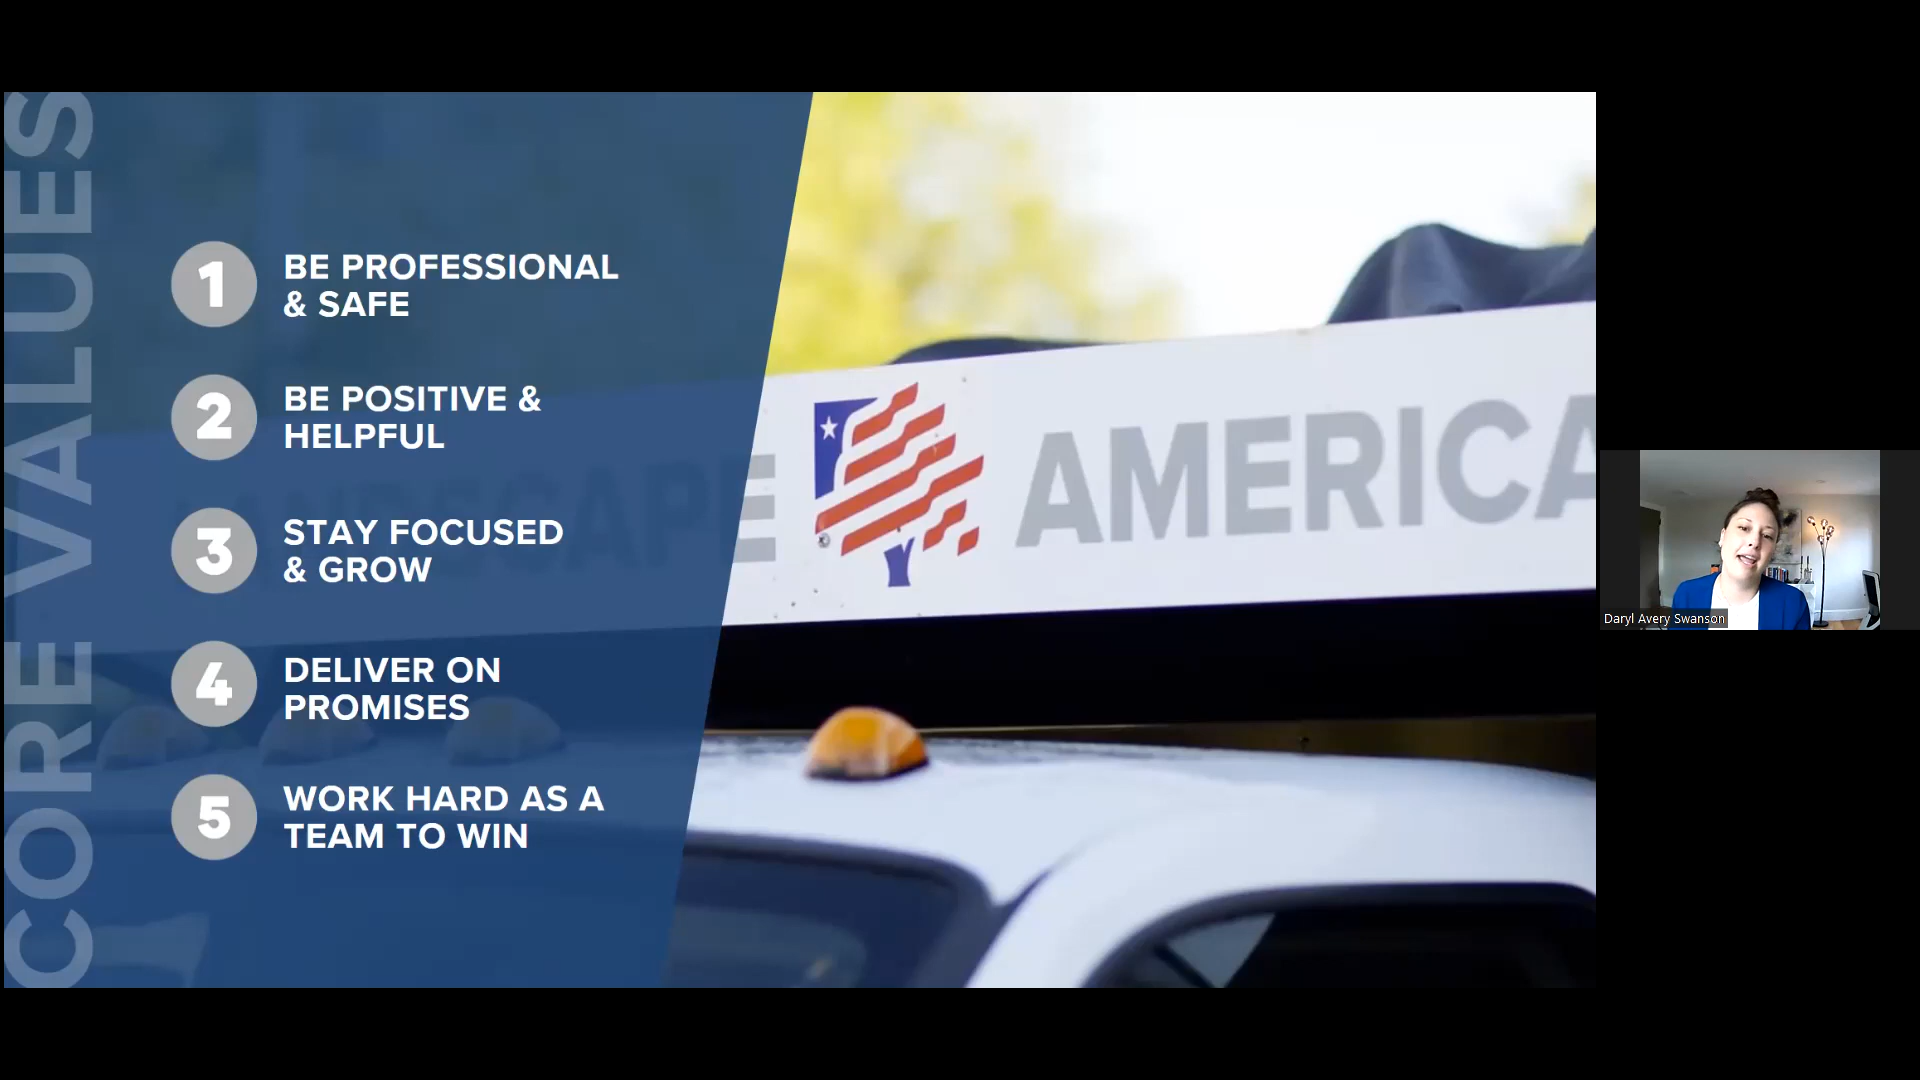 CORE VALUES
1
BE PROFESSIONAL
& SAFE
2
BE POSITIVE &
HELPFUL
3
STAY FOCUSED
& GROW
4
DELIVER ON
PROMISES
5
WORK HARD AS A
TEAM TO WIN
LANDSCAPE AMERICA
Daryl Avery Swanson